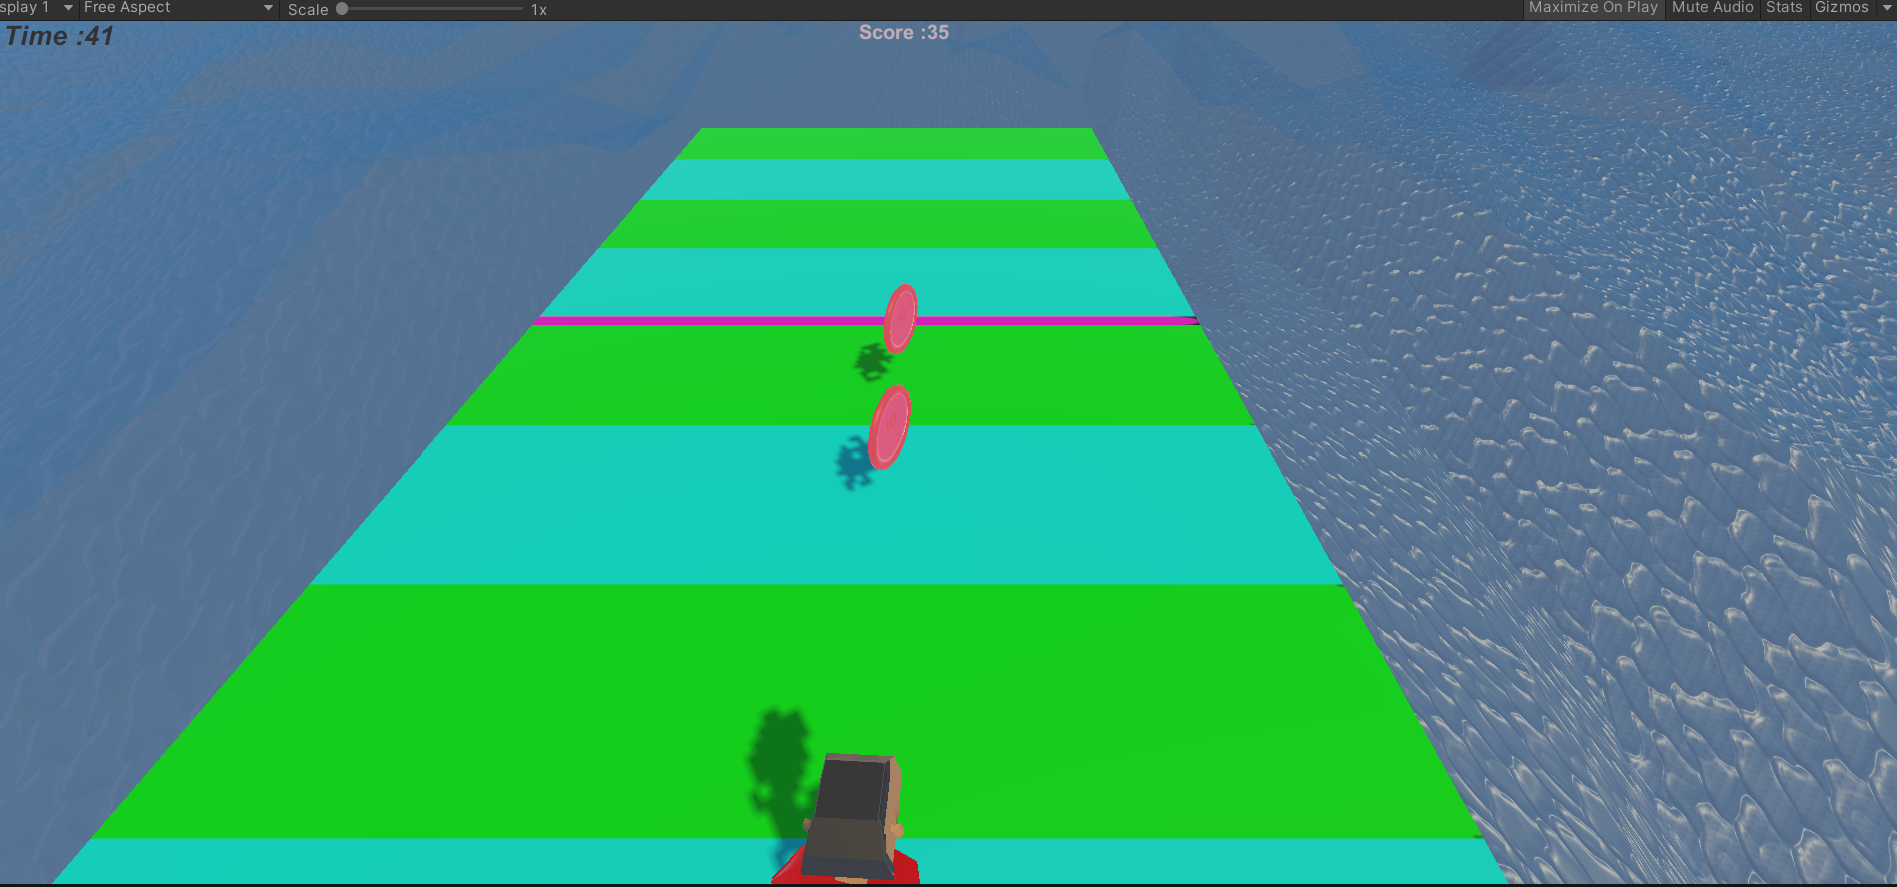 splay 1 Free Aspect Scale 1x Maximize On Play Mute Audio Stats Gizmos
Time :41 Score :35